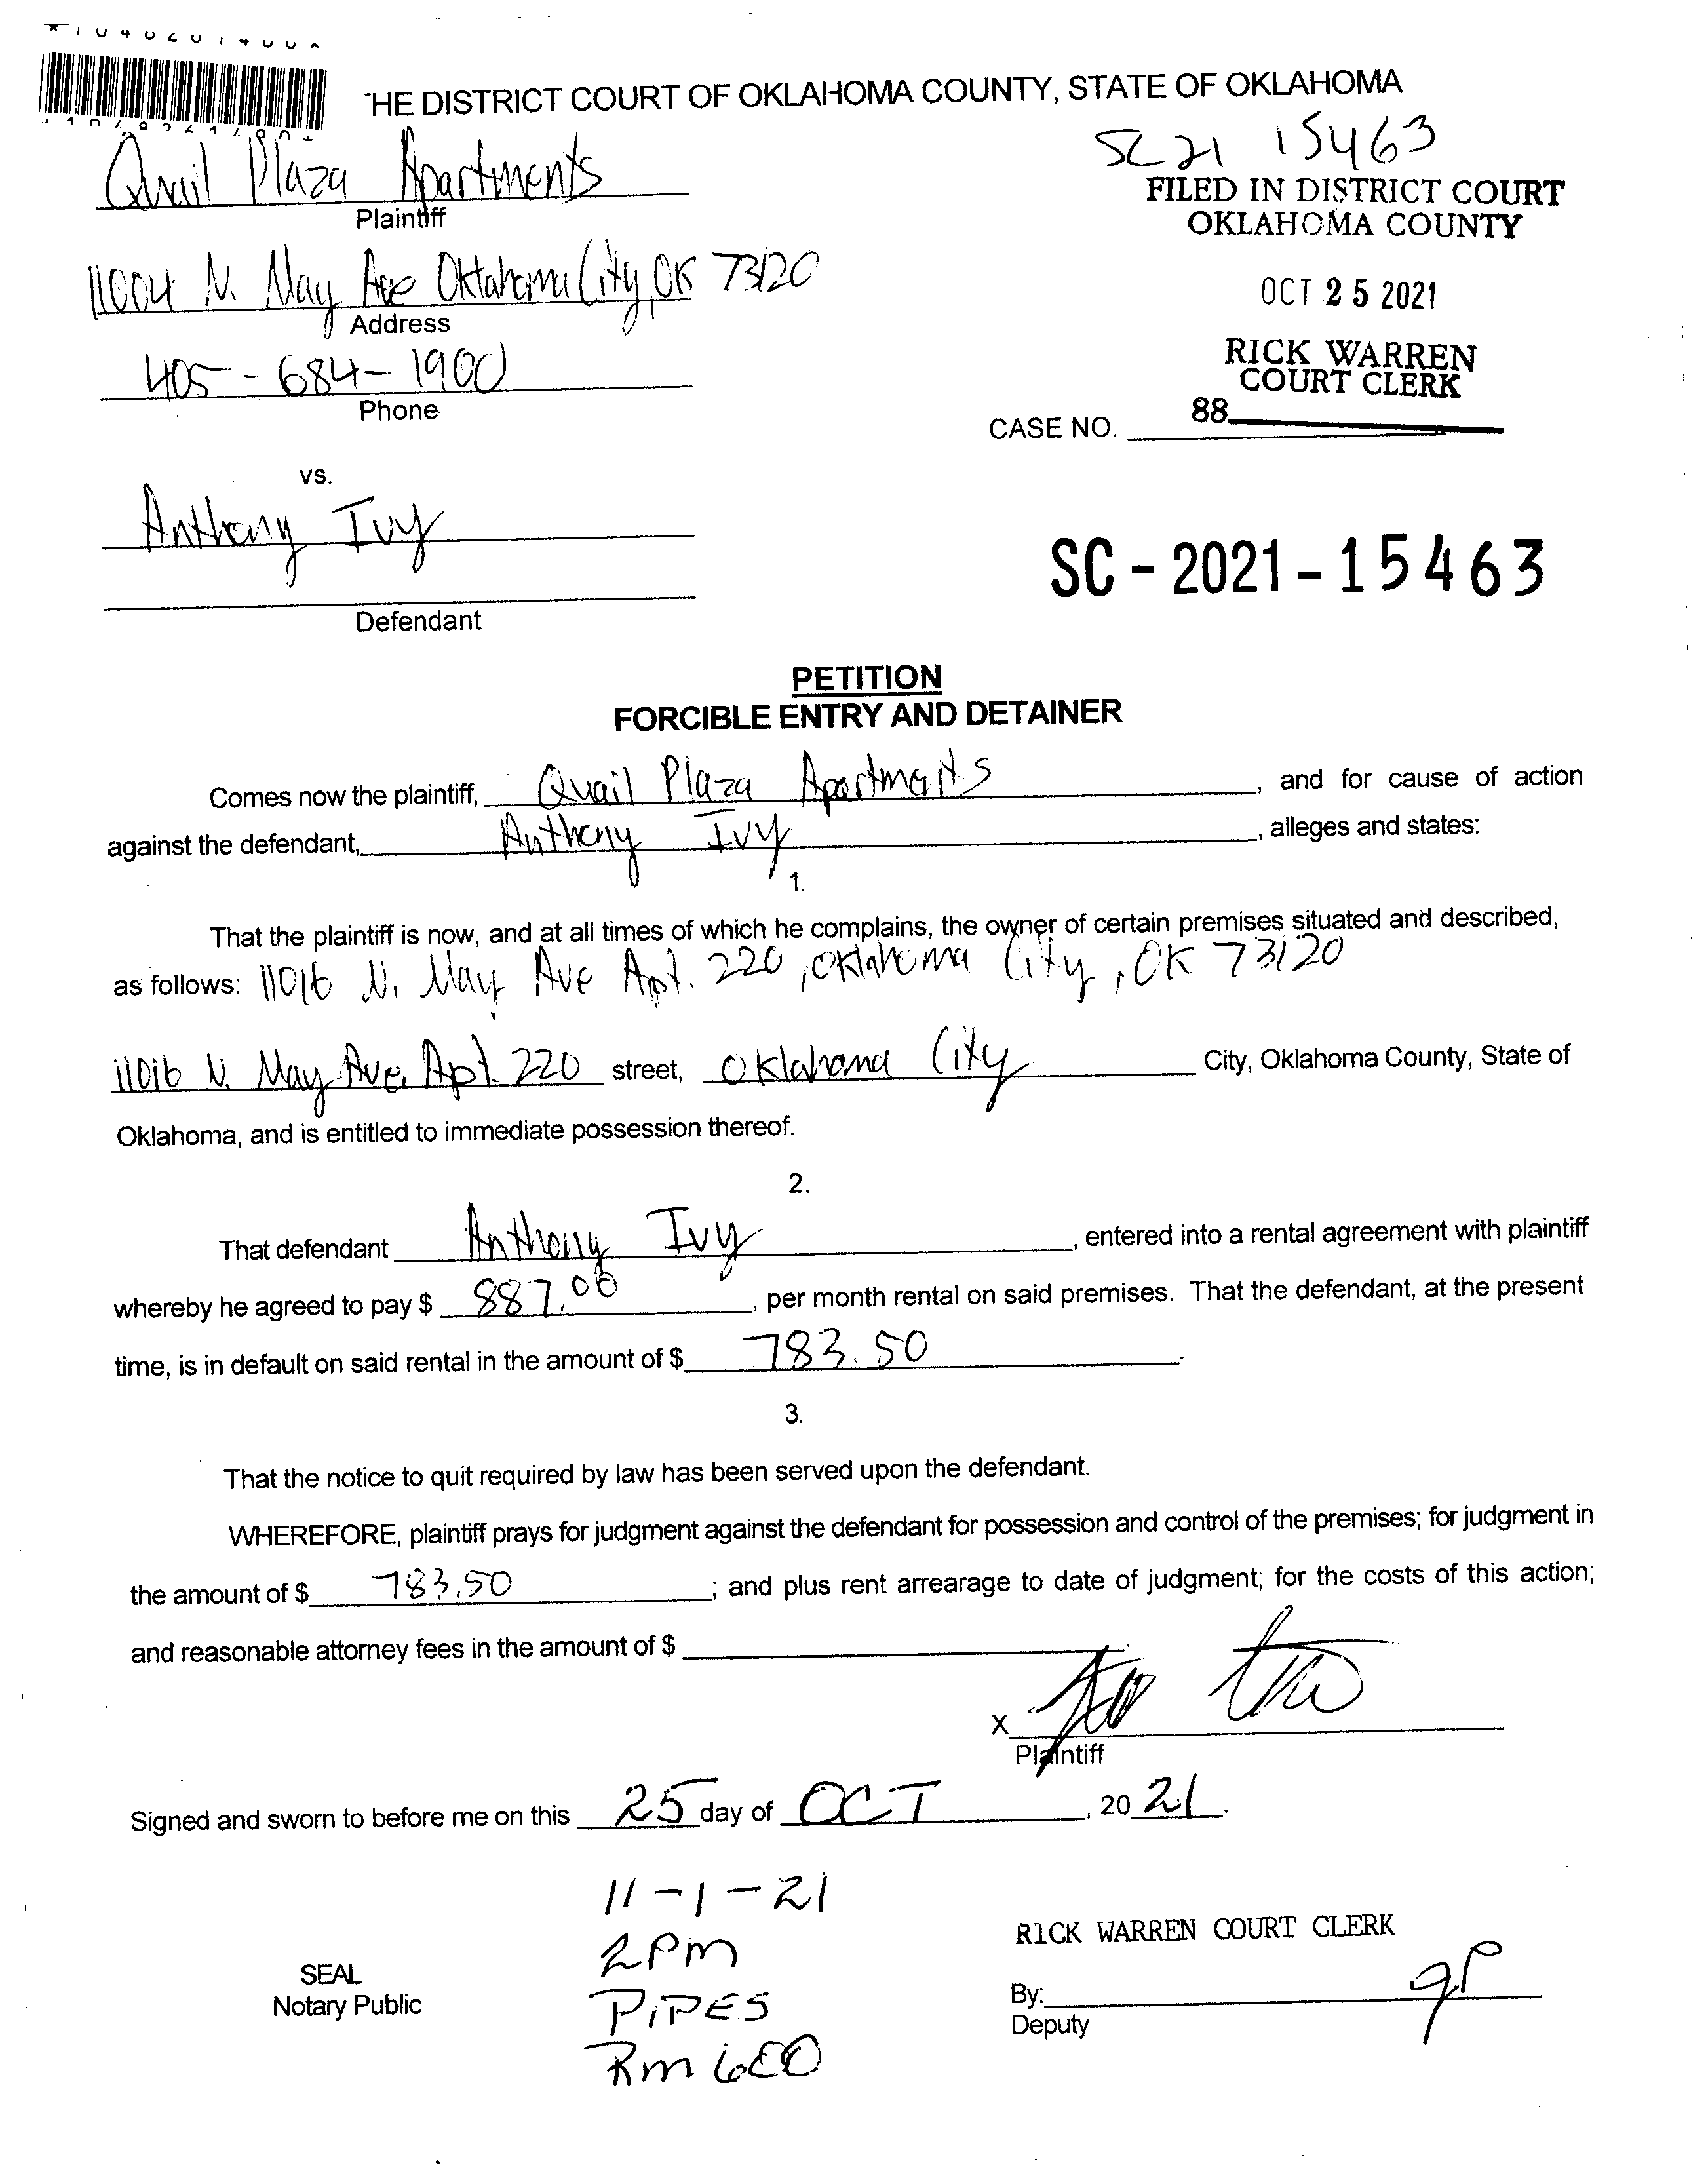 HE DISTRICT COURT OF OKLAHOMA COUNTY, STATE OF OKLAHOMA
SC 21 15463
Quail Plaza Apartments
Plaintiff
FILED IN DISTRICT COURT
OKLAHOMA COUNTY
11004 N. May Ave Oklahoma City, OK 73120
Address
OCT 25 2021
405-684-1900
Phone
RICK WARREN
COURT CLERK
88
CASE NO.
vs.
Anthony Ivy
Defendant
SC-2021-15463
PETITION
FORCIBLE ENTRY AND DETAINER
Comes now the plaintiff, Quail Plaza Apartments, and for cause of action
against the defendant, Anthony Ivy, alleges and states:
1.
That the plaintiff is now, and at all times of which he complains, the owner of certain premises situated and described,
as follows: 11016 N. May Ave Apt. 220, Oklahoma City, OK 73120
11016 N. May Ave, Apt. 220 street, Oklahoma City City, Oklahoma County, State of
Oklahoma, and is entitled to immediate possession thereof.
2.
That defendant Anthony Ivy, entered into a rental agreement with plaintiff
whereby he agreed to pay $ 887.00, per month rental on said premises. That the defendant, at the present
time, is in default on said rental in the amount of $ 783.50.
3.
That the notice to quit required by law has been served upon the defendant.
WHEREFORE, plaintiff prays for judgment against the defendant for possession and control of the premises; for judgment in
the amount of $ 783.50; and plus rent arrearage to date of judgment; for the costs of this action;
and reasonable attorney fees in the amount of $
X
Plaintiff
Signed and sworn to before me on this 25 day of OCT, 2021.
11-1-21
2PM
PIPES
Rm
SEAL
Notary Public
RICK WARREN COURT CLERK
By: gP
Deputy